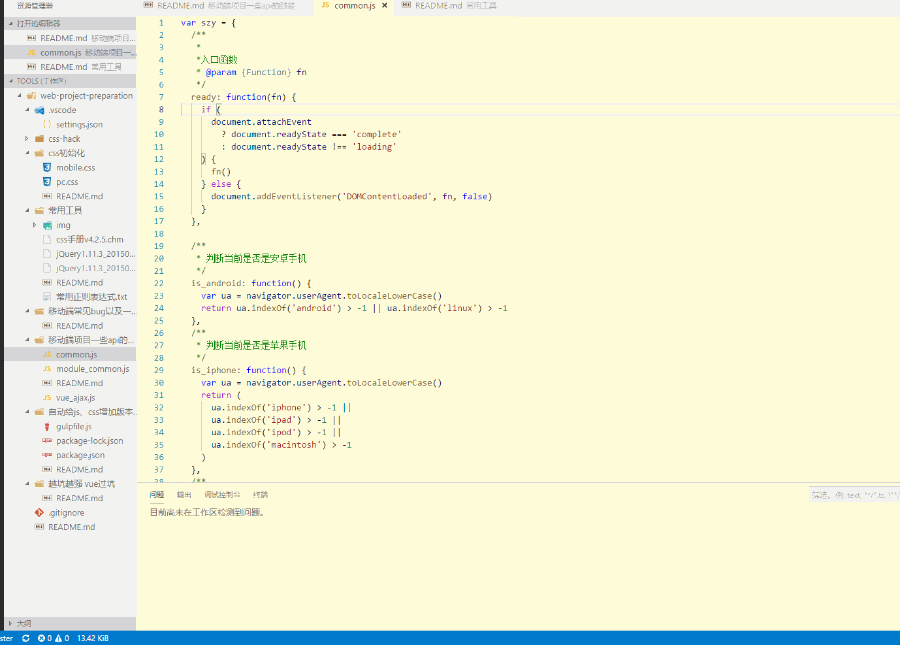 资源管理器
README.md 移动端项目一些api的封装
JS common.js ×
README.md 常用工具
打开的编辑器
README.md 移动端项目...
JS common.js 移动端项目一...
README.md 常用工具
TOOLS (工作区)
web-project-preparation
.vscode
settings.json
css-hack
css初始化
mobile.css
pc.css
README.md
常用工具
img
css手册v4.2.5.chm
jQuery1.11.3_20150...
jQuery1.11.3_20150...
README.md
常用正则表达式.txt
移动端常见bug以及一...
README.md
移动端项目一些api的...
JS common.js
JS module_common.js
README.md
JS vue_ajax.js
自动给js、css增加版本...
gulpfile.js
package-lock.json
package.json
README.md
越坑越强 vue过坑
README.md
.gitignore
README.md
大纲
1 var szy = {
2 /**
3 *
4 *入口函数
5 * @param {Function} fn
6 */
7 ready: function(fn) {
8 if (
9 document.attachEvent
10 ? document.readyState === 'complete'
11 : document.readyState !== 'loading'
12 ) {
13 fn()
14 } else {
15 document.addEventListener('DOMContentLoaded', fn, false)
16 }
17 },
18
19 /**
20 * 判断当前是否是安卓手机
21 */
22 is_android: function() {
23 var ua = navigator.userAgent.toLocaleLowerCase()
24 return ua.indexOf('android') > -1 || ua.indexOf('linux') > -1
25 },
26 /**
27 * 判断当前是否是苹果手机
28 */
29 is_iphone: function() {
30 var ua = navigator.userAgent.toLocaleLowerCase()
31 return (
32 ua.indexOf('iphone') > -1 ||
33 ua.indexOf('ipad') > -1 ||
34 ua.indexOf('ipod') > -1 ||
35 ua.indexOf('macintosh') > -1
36 )
37 },
38 /**
问题 输出 调试控制台 终端
筛选。例: text, **/*.ts, !**/
目前尚未在工作区检测到问题。
ster 0 0 13.42 KiB